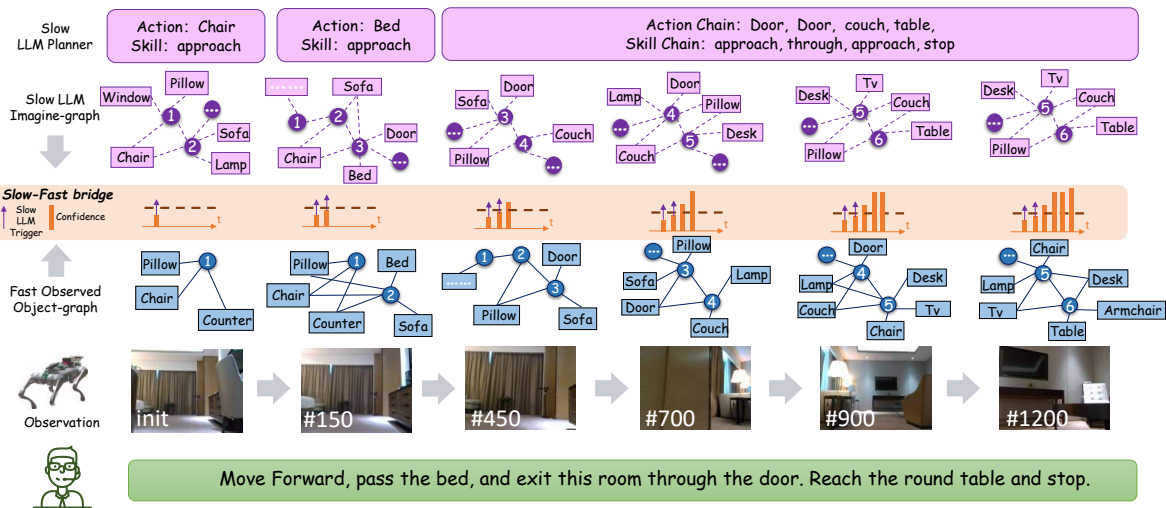 Slow
LLM Planner
Action: Chair
Skill: approach
Action: Bed
Skill: approach
Action Chain: Door, Door, couch, table,
Skill Chain: approach, through, approach, stop
Slow LLM
Imagine-graph
Window
Pillow
1
...
2
Sofa
Chair
Lamp
......
Sofa
1
2
Door
Chair
3
...
Bed
Door
Sofa
3
Couch
4
Pillow
...
Door
Lamp
Pillow
4
...
Desk
5
Couch
...
Tv
Desk
Couch
5
...
Table
6
Pillow
Tv
Desk
Couch
5
...
Table
6
Pillow
Slow-Fast bridge
Slow
LLM
Trigger
Confidence
t
t
t
t
t
t
Fast Observed
Object-graph
Pillow
1
Chair
Counter
Pillow
1
Bed
Chair
2
Counter
Sofa
1
2
Door
......
3
Pillow
Sofa
...
Pillow
3
Sofa
Lamp
Door
4
Couch
...
Door
4
Lamp
Desk
Couch
5
Tv
Chair
...
Chair
5
Lamp
Desk
Tv
6
Armchair
Table
Observation
init
#150
#450
#700
#900
#1200
Move Forward, pass the bed, and exit this room through the door. Reach the round table and stop.